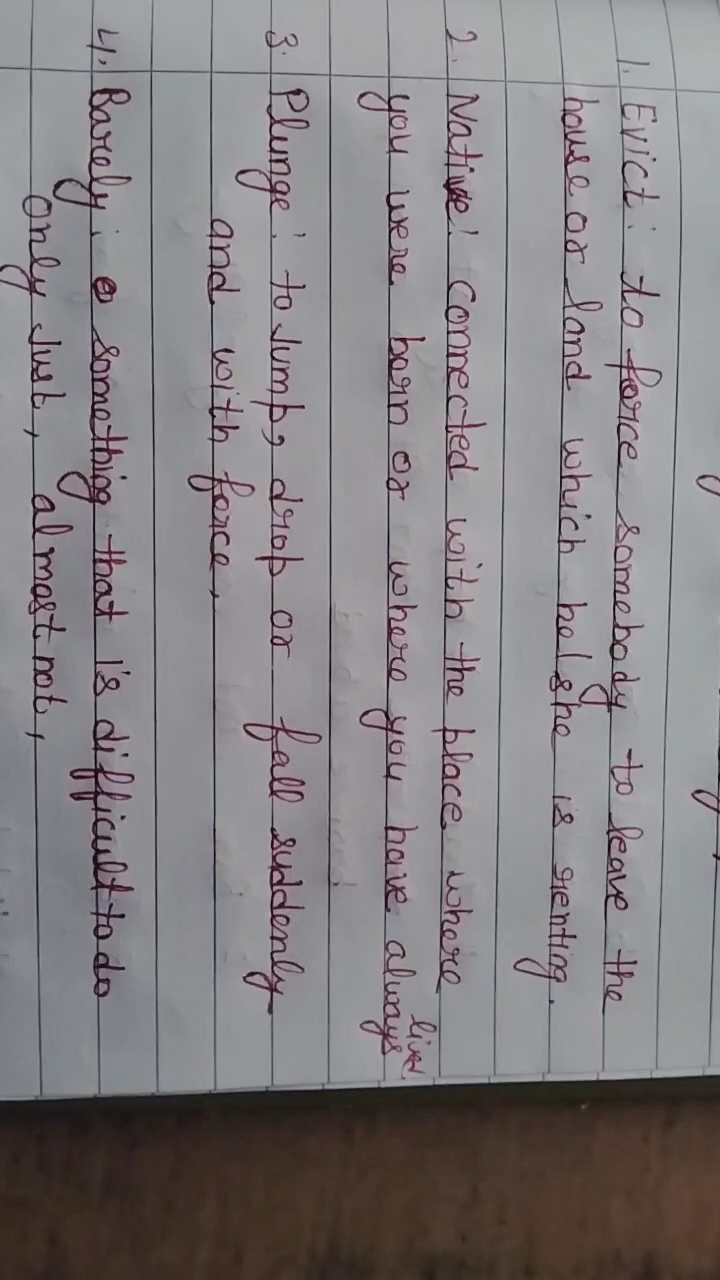 1. Evict: to force somebody to leave the
house or land which he/she is renting.
2. Native: connected with the place where
you were born or where you have always lived
3. Plunge: to Jump, drop or fall suddenly
and with force.
4. Barely: something that is difficult to do
only Just, almost not,